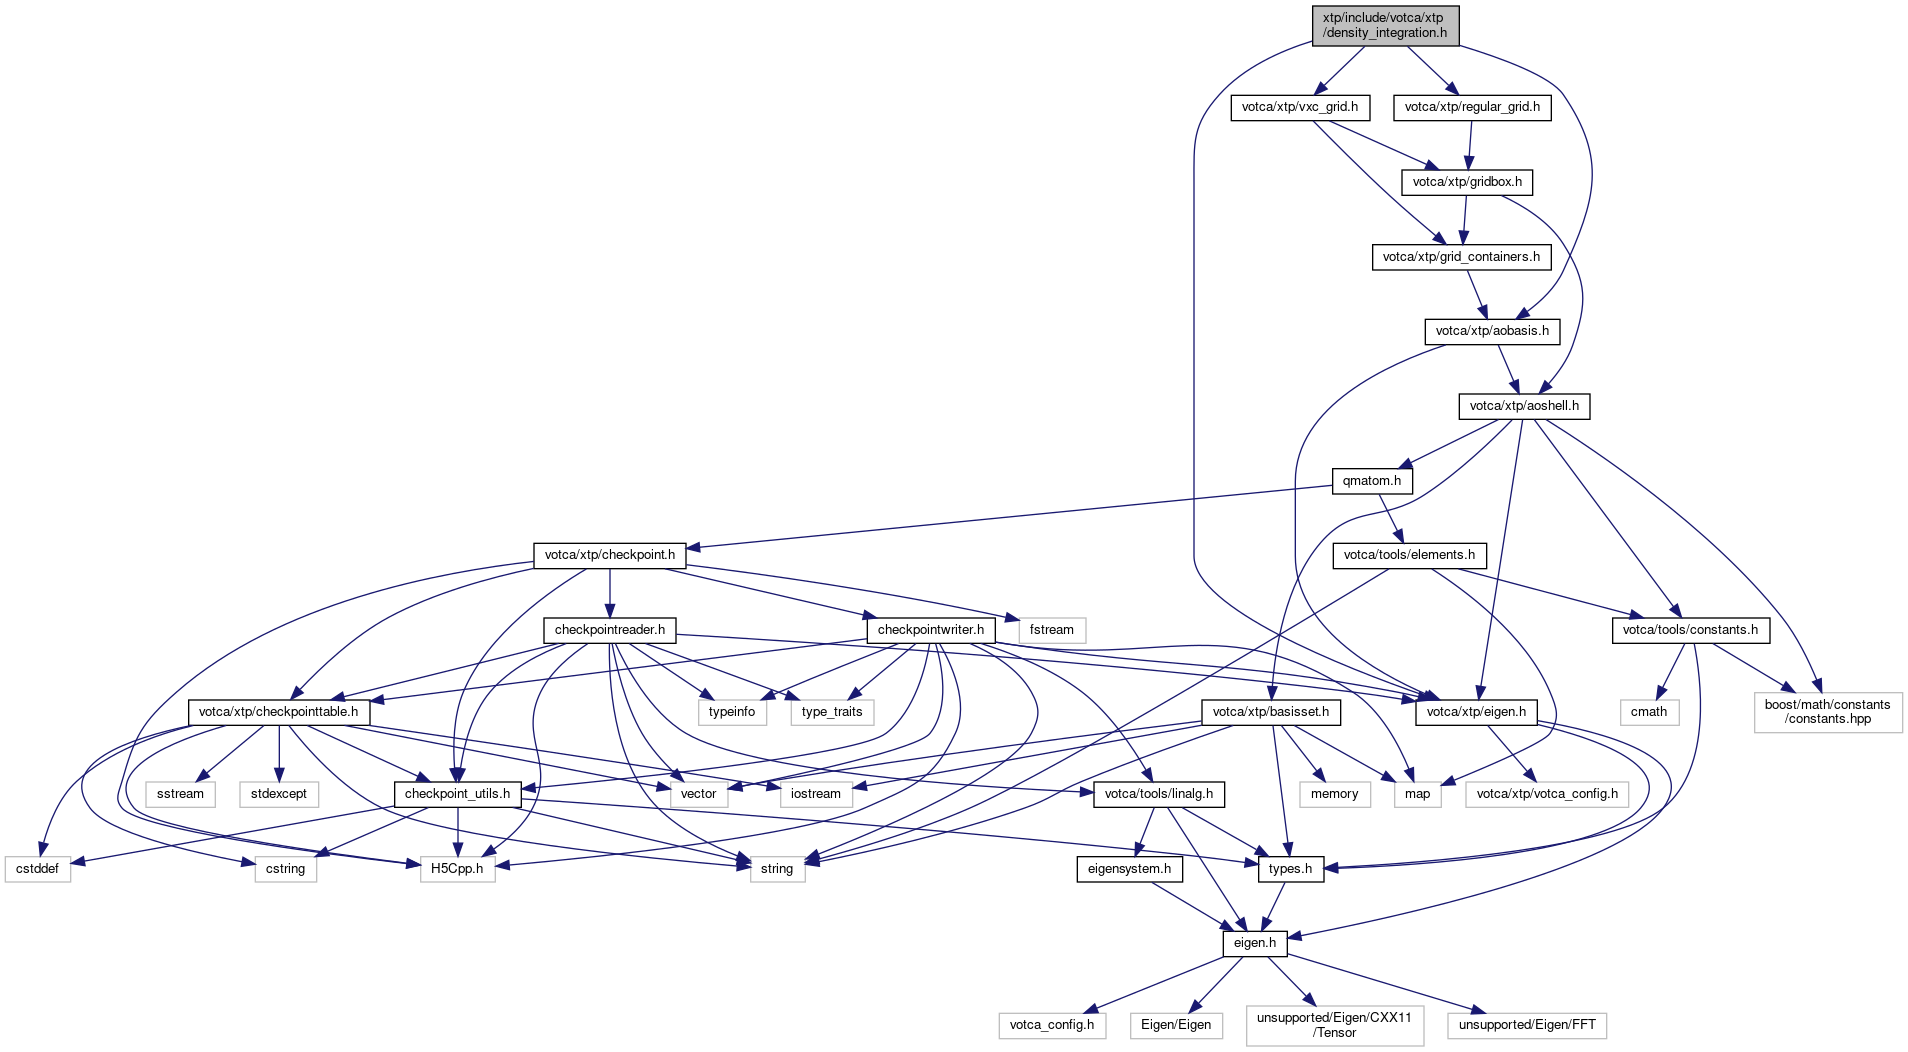 xtp/include/votca/xtp
/density_integration.h
votca/xtp/vxc_grid.h
votca/xtp/regular_grid.h
votca/xtp/gridbox.h
votca/xtp/grid_containers.h
votca/xtp/aobasis.h
votca/xtp/aoshell.h
qmatom.h
votca/xtp/checkpoint.h
votca/tools/elements.h
checkpointreader.h
checkpointwriter.h
fstream
votca/tools/constants.h
votca/xtp/checkpointtable.h
typeinfo
type_traits
votca/xtp/basisset.h
votca/xtp/eigen.h
cmath
boost/math/constants
/constants.hpp
sstream
stdexcept
checkpoint_utils.h
vector
iostream
votca/tools/linalg.h
memory
map
votca/xtp/votca_config.h
cstddef
cstring
H5Cpp.h
string
eigensystem.h
types.h
eigen.h
votca_config.h
Eigen/Eigen
unsupported/Eigen/CXX11
/Tensor
unsupported/Eigen/FFT